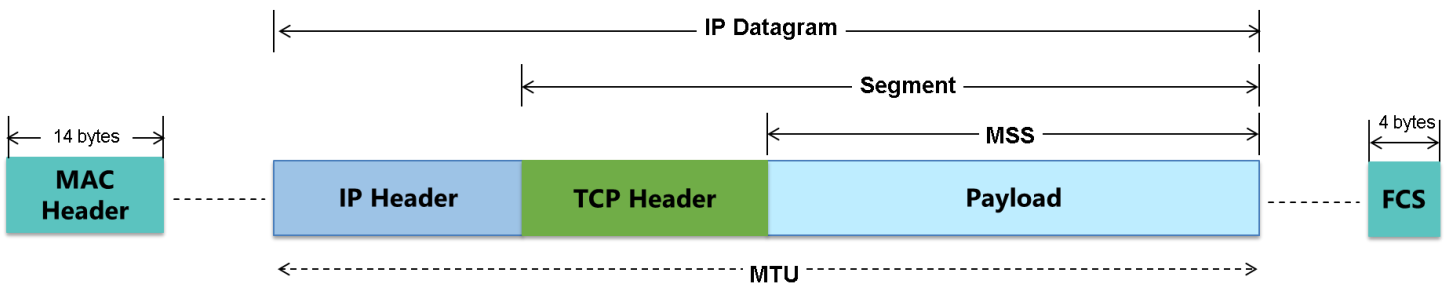 IP Datagram
Segment
14 bytes
MSS
4 bytes
MAC
Header
IP Header
TCP Header
Payload
FCS
MTU